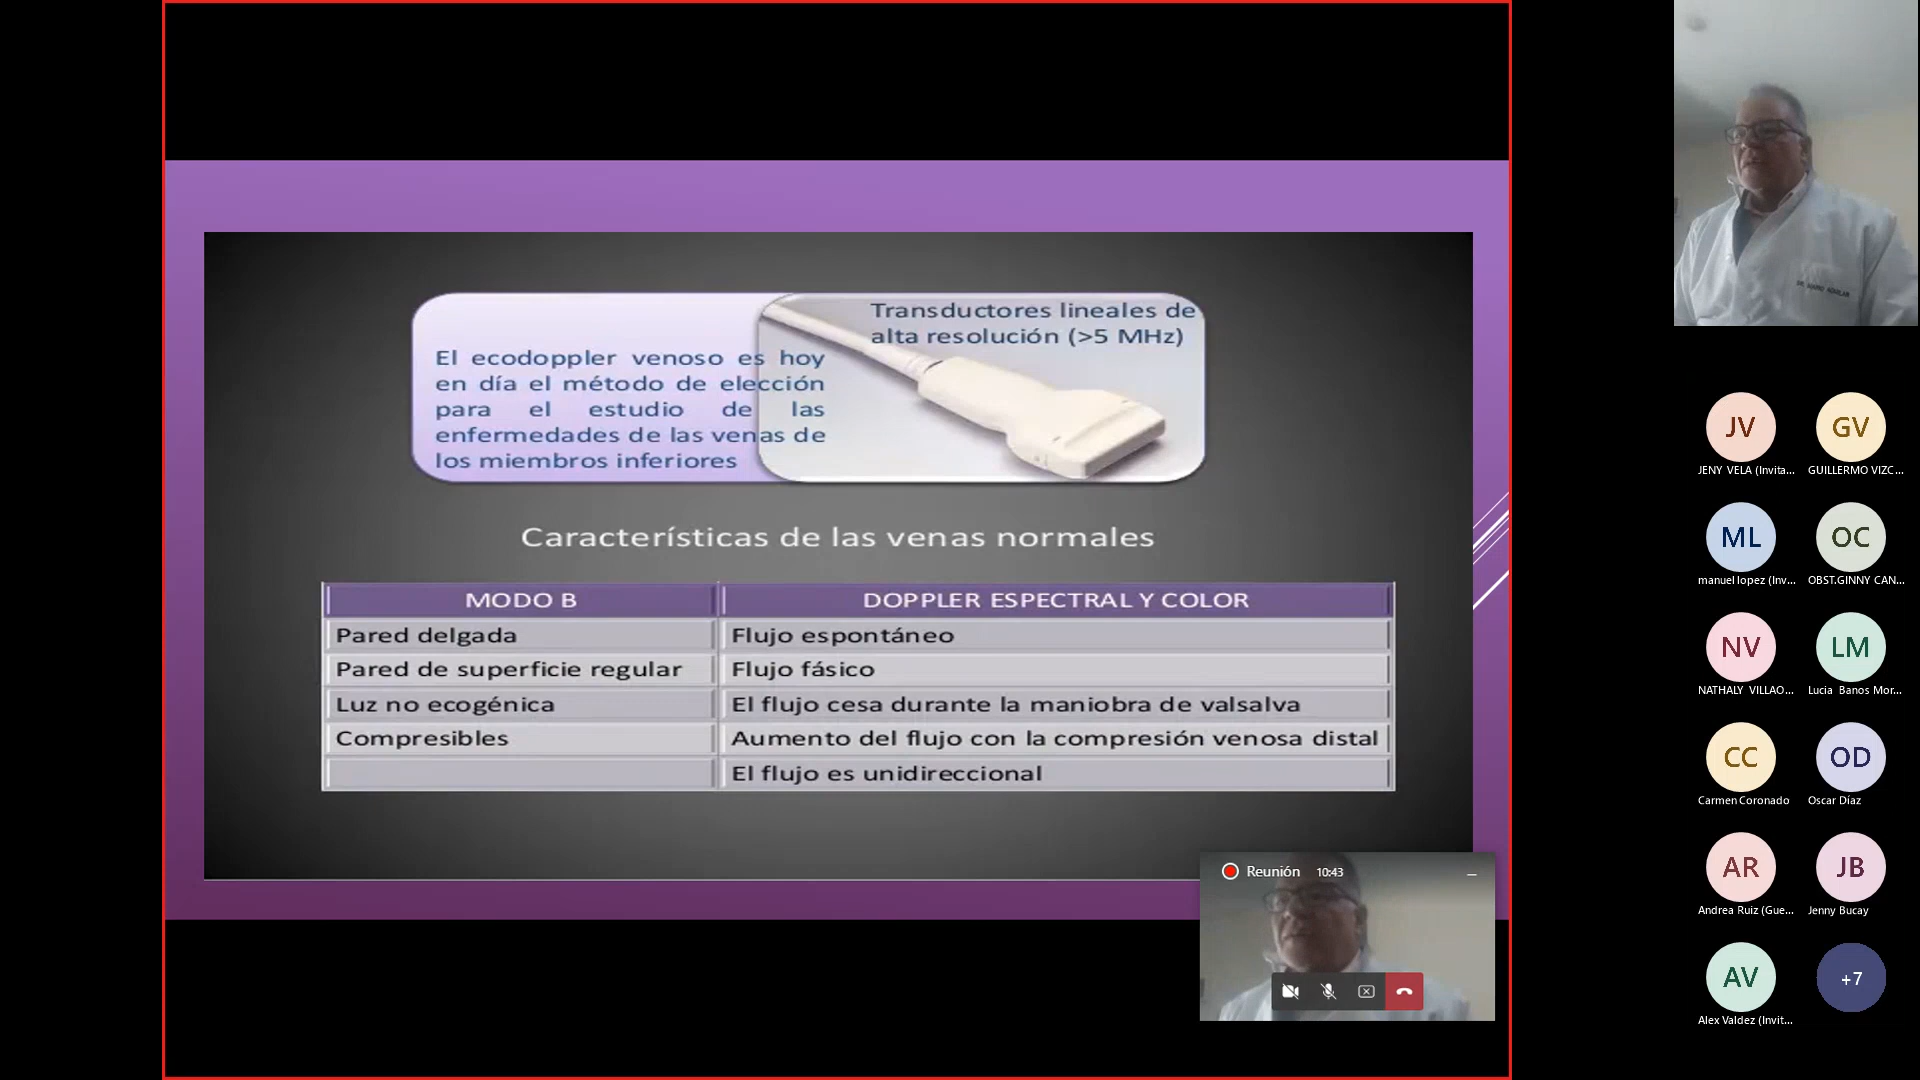 Transductores lineales de
alta resolución (>5 MHz)
El ecodoppler venoso es hoy
en día el método de elección
para el estudio de las
enfermedades de las venas de
los miembros inferiores
Características de las venas normales
MODO B
DOPPLER ESPECTRAL Y COLOR
Pared delgada
Flujo espontáneo
Pared de superficie regular
Flujo fásico
Luz no ecogénica
El flujo cesa durante la maniobra de valsalva
Compresibles
Aumento del flujo con la compresión venosa distal
El flujo es unidireccional
Reunión 10:43
JV
GV
JENY VELA (Invita...
GUILLERMO VIZC...
ML
OC
manuel lopez (Inv...
OBST.GINNY CAN...
NV
LM
NATHALY VILLAO...
Lucia Banos Mor...
CC
OD
Carmen Coronado
Oscar Díaz
AR
JB
Andrea Ruiz (Gue...
Jenny Bucay
AV
+7
Alex Valdez (Invit...